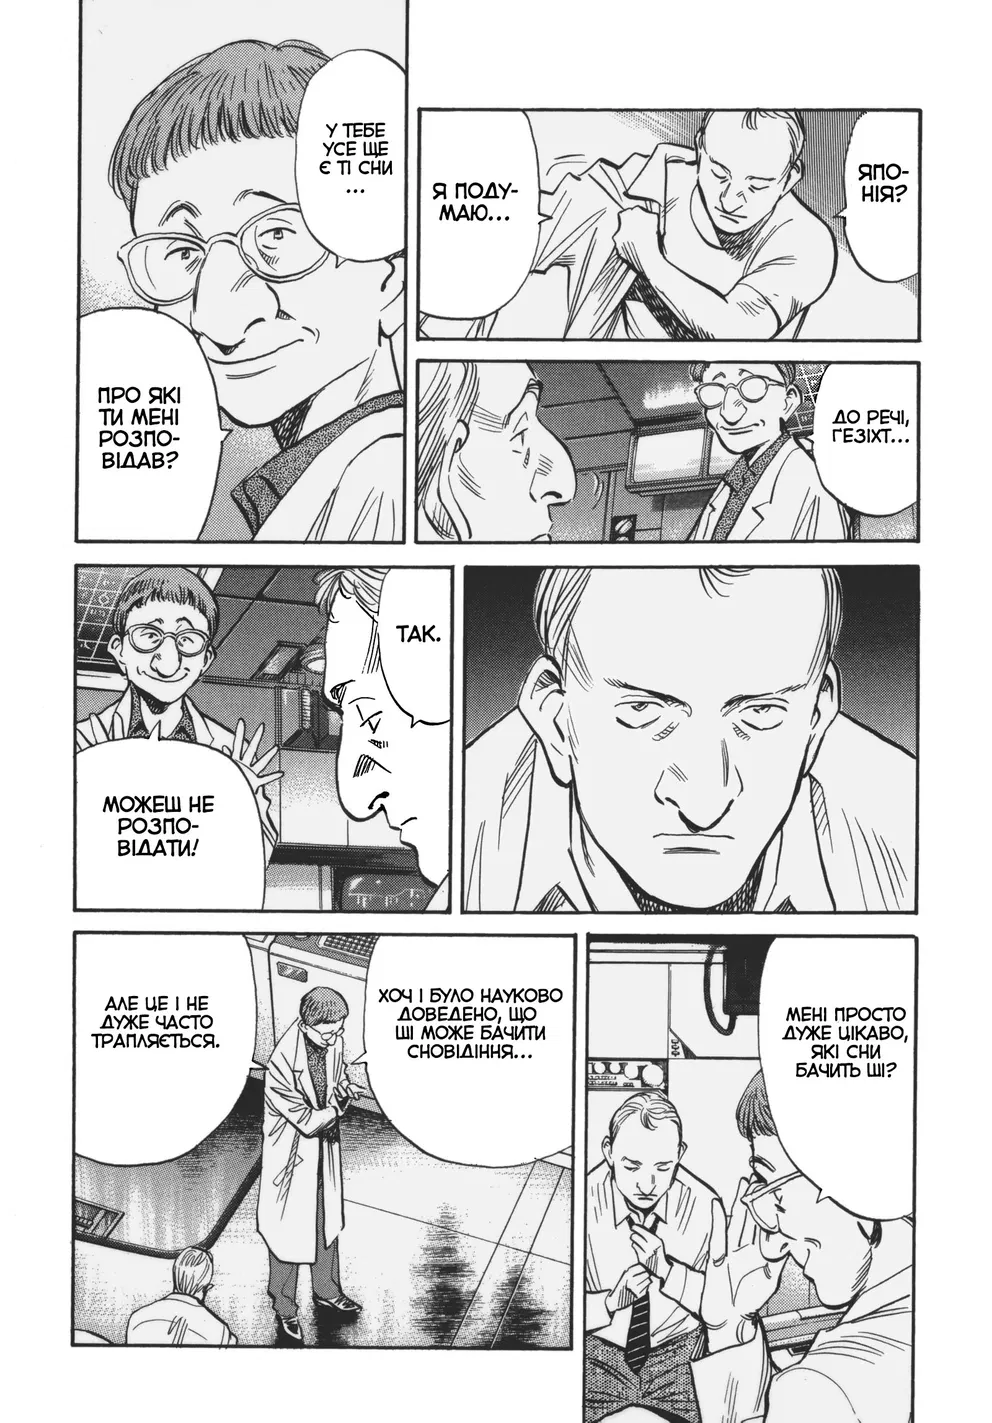 ЯПО-
НІЯ?
Я ПОДУ-
МАЮ...
ДО РЕЧІ,
ГЕЗІХТ...
У ТЕБЕ
УСЕ ЩЕ
Є ТІ СНИ
...
ПРО ЯКІ
ТИ МЕНІ
РОЗПО-
ВІДАВ?
ТАК.
МОЖЕШ НЕ
РОЗПО-
ВІДАТИ!
МЕНІ ПРОСТО
ДУЖЕ ЦІКАВО,
ЯКІ СНИ
БАЧИТЬ ШІ?
ХОЧ І БУЛО НАУКОВО
ДОВЕДЕНО, ЩО
ШІ МОЖЕ БАЧИТИ
СНОВІДІННЯ...
АЛЕ ЦЕ І НЕ
ДУЖЕ ЧАСТО
ТРАПЛЯЄТЬСЯ.